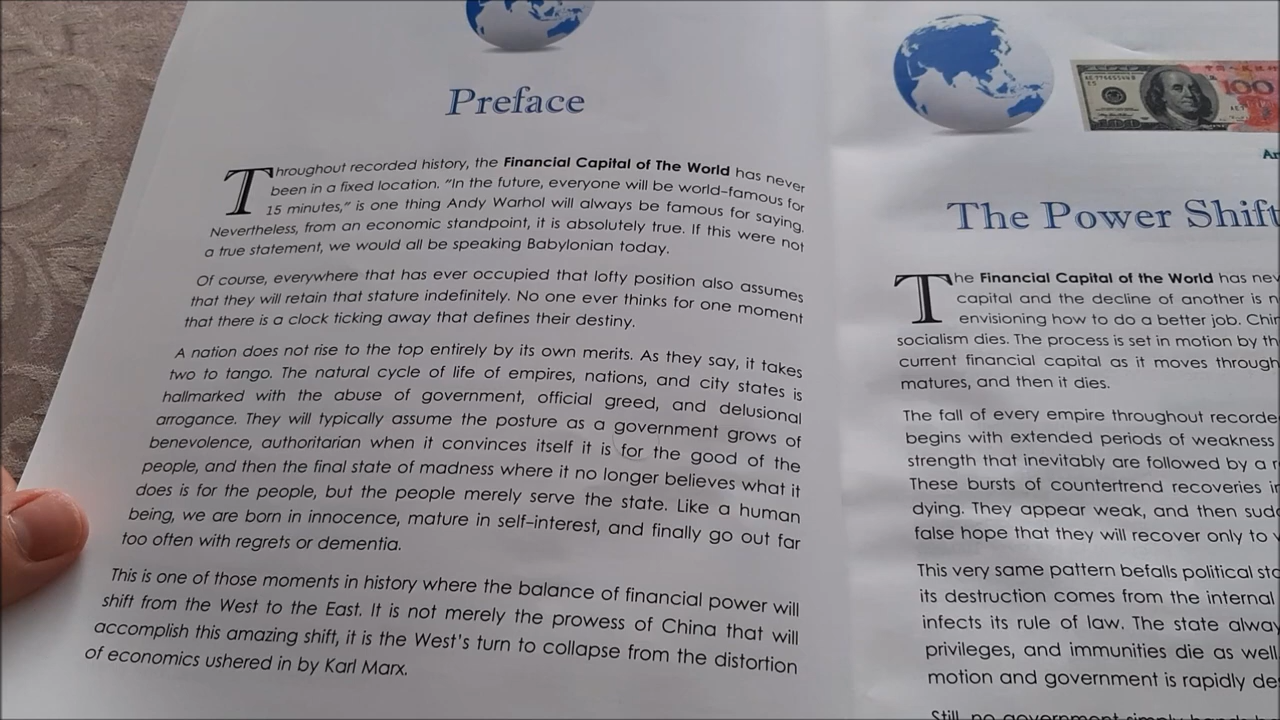 Preface
Throughout recorded history, the Financial Capital of The World has never
been in a fixed location. "In the future, everyone will be world-famous for
15 minutes," is one thing Andy Warhol will always be famous for saying.
Nevertheless, from an economic standpoint, it is absolutely true. If this were not
a true statement, we would all be speaking Babylonian today.
Of course, everywhere that has ever occupied that lofty position also assumes
that they will retain that stature indefinitely. No one ever thinks for one moment
that there is a clock ticking away that defines their destiny.
A nation does not rise to the top entirely by its own merits. As they say, it takes
two to tango. The natural cycle of life of empires, nations, and city states is
hallmarked with the abuse of government, official greed, and delusional
arrogance. They will typically assume the posture as a government grows of
benevolence, authoritarian when it convinces itself it is for the good of the
people, and then the final state of madness where it no longer believes what it
does is for the people, but the people merely serve the state. Like a human
being, we are born in innocence, mature in self-interest, and finally go out far
too often with regrets or dementia.
This is one of those moments in history where the balance of financial power will
shift from the West to the East. It is not merely the prowess of China that will
accomplish this amazing shift, it is the West's turn to collapse from the distortion
of economics ushered in by Karl Marx.
100
The Power Shift
The Financial Capital of the World has
capital and the decline of another is
envisioning how to do a better job.
socialism dies. The process is set in motion by
current financial capital as it moves through
matures, and then it dies.
The fall of every empire throughout
begins with extended periods of weakness
strength that inevitably are followed by a
These bursts of countertrend recoveries
dying. They appear weak, and then
false hope that they will recover only to
This very same pattern befalls political
its destruction comes from the internal
infects its rule of law. The state
privileges, and immunities die as well
motion and government is rapidly
Still, no government simply